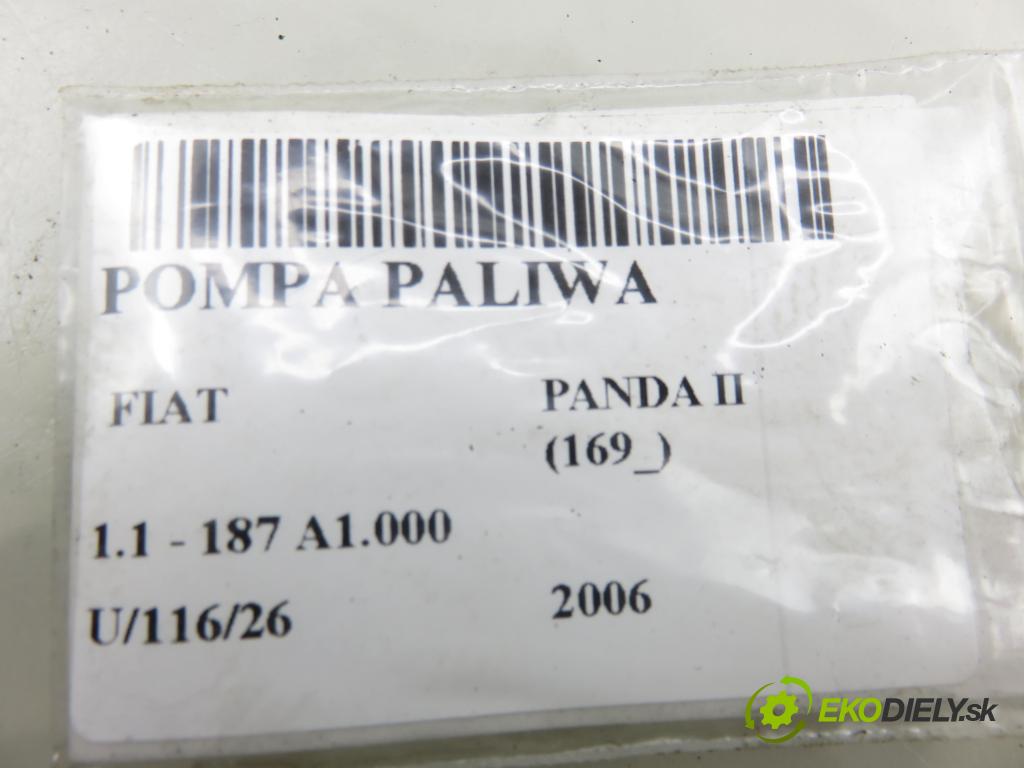 POMPA PALIWA
FIAT
PANDA II
(169_)
1.1 - 187 A1.000
U/116/26
2006
EKODIELY.sk